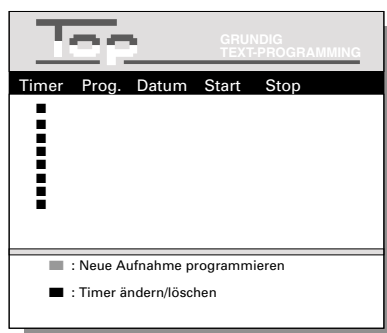 Top
GRUNDIG
TEXT-PROGRAMMING
Timer Prog. Datum Start Stop
: Neue Aufnahme programmieren
: Timer ändern/löschen